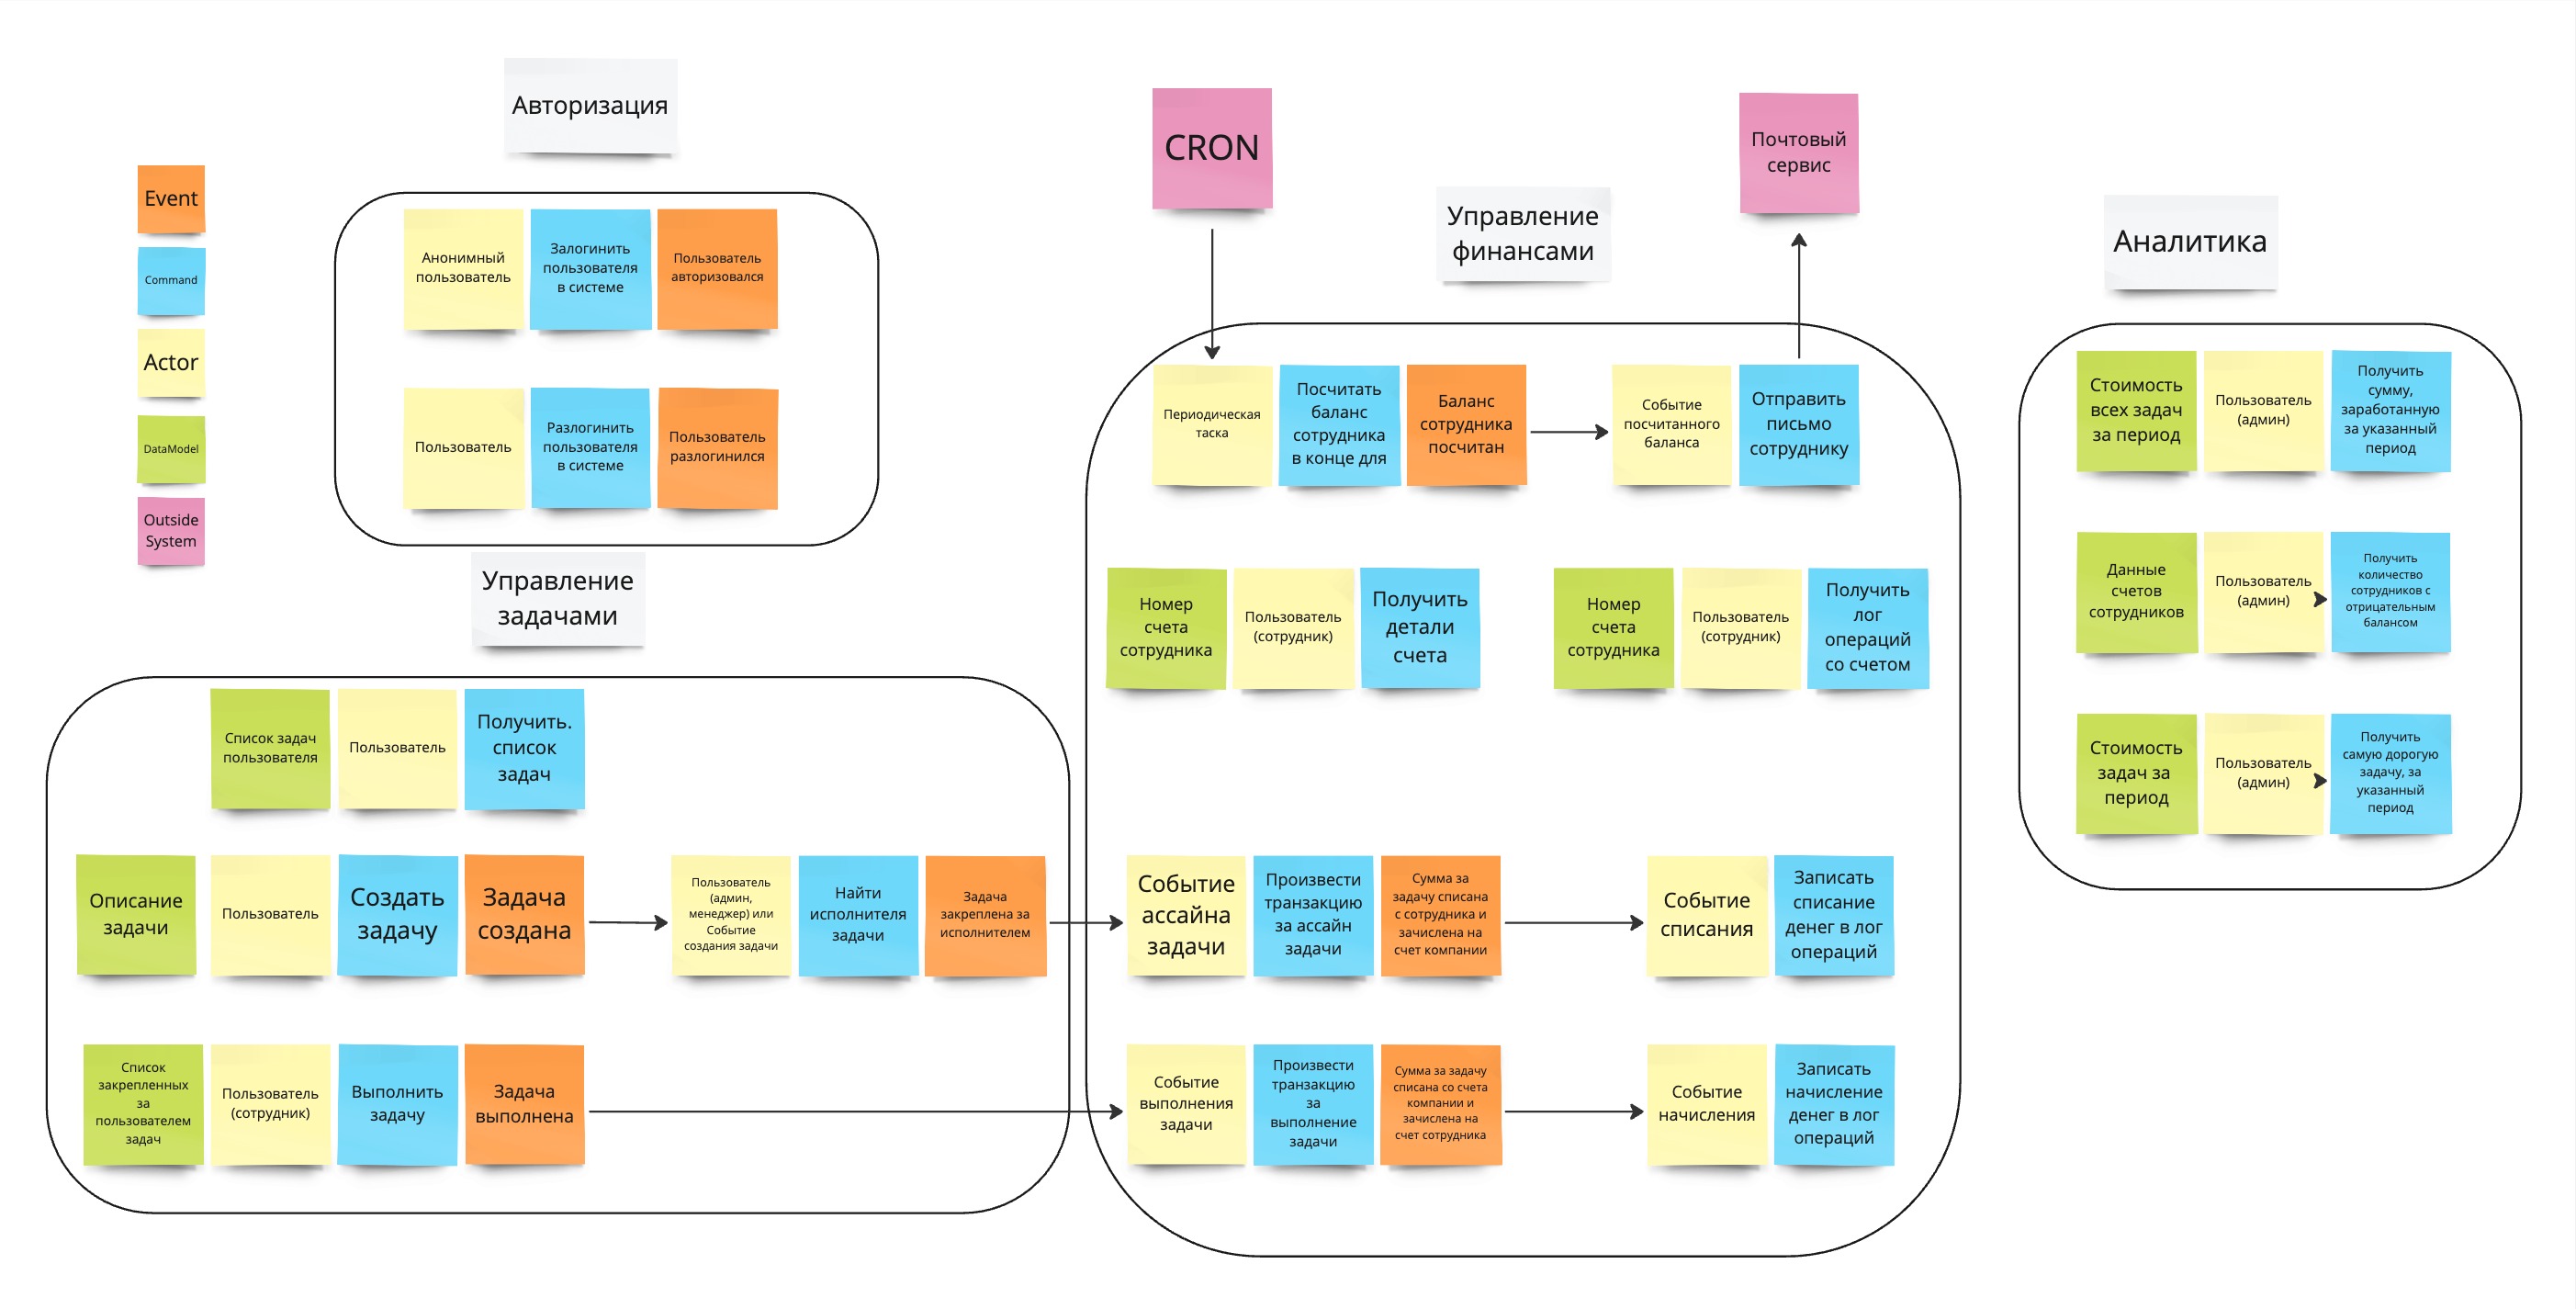 Авторизация
Event
Command
Actor
DataModel
Outside
System
Анонимный
пользователь
Залогинить
пользователя
в системе
Пользователь
авторизовался
Пользователь
Разлогинить
пользователя
в системе
Пользователь
разлогинился
Управление
задачами
Список задач
пользователя
Пользователь
Получить.
список
задач
Описание
задачи
Пользователь
Создать
задачу
Задача
создана
Пользователь
(админ,
менеджер) или
Событие
создания задачи
Найти
исполнителя
задачи
Задача
закреплена за
исполнителем
Список
закрепленных
за
пользователем
задач
Пользователь
(сотрудник)
Выполнить
задачу
Задача
выполнена
CRON
Управление
финансами
Почтовый
сервис
Периодическая
таска
Посчитать
баланс
сотрудника
в конце для
Баланс
сотрудника
посчитан
Событие
посчитанного
баланса
Отправить
письмо
сотруднику
Номер
счета
сотрудника
Пользователь
(сотрудник)
Получить
детали
счета
Номер
счета
сотрудника
Пользователь
(сотрудник)
Получить
лог
операций
со счетом
Событие
ассайна
задачи
Произвести
транзакцию
за ассайн
задачи
Сумма за
задачу списана
с сотрудника и
зачислена на
счет компании
Событие
списания
Записать
списание
денег в лог
операций
Событие
выполнения
задачи
Произвести
транзакцию
за
выполнение
задачи
Сумма за задачу
списана со счета
компании и
зачислена на
счет сотрудника
Событие
начисления
Записать
начисление
денег в лог
операций
Аналитика
Стоимость
всех задач
за период
Пользователь
(админ)
Получить
сумму,
заработанную
за указанный
период
Данные
счетов
сотрудников
Пользователь
(админ)
Получить
количество
сотрудников с
отрицательным
балансом
Стоимость
задач за
период
Пользователь
(админ)
Получить
самую дорогую
задачу, за
указанный
период